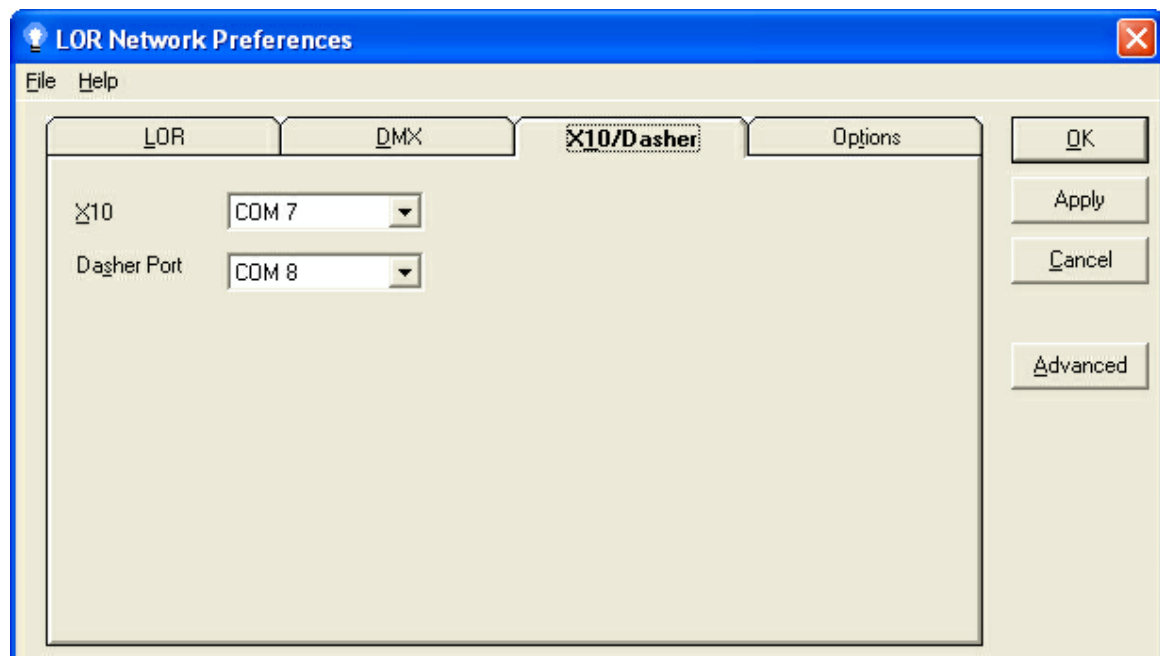 LOR Network Preferences
File Help
LOR DMX X10/Dasher Options
OK
X10 COM 7
Apply
Dasher Port COM 8
Cancel
Advanced